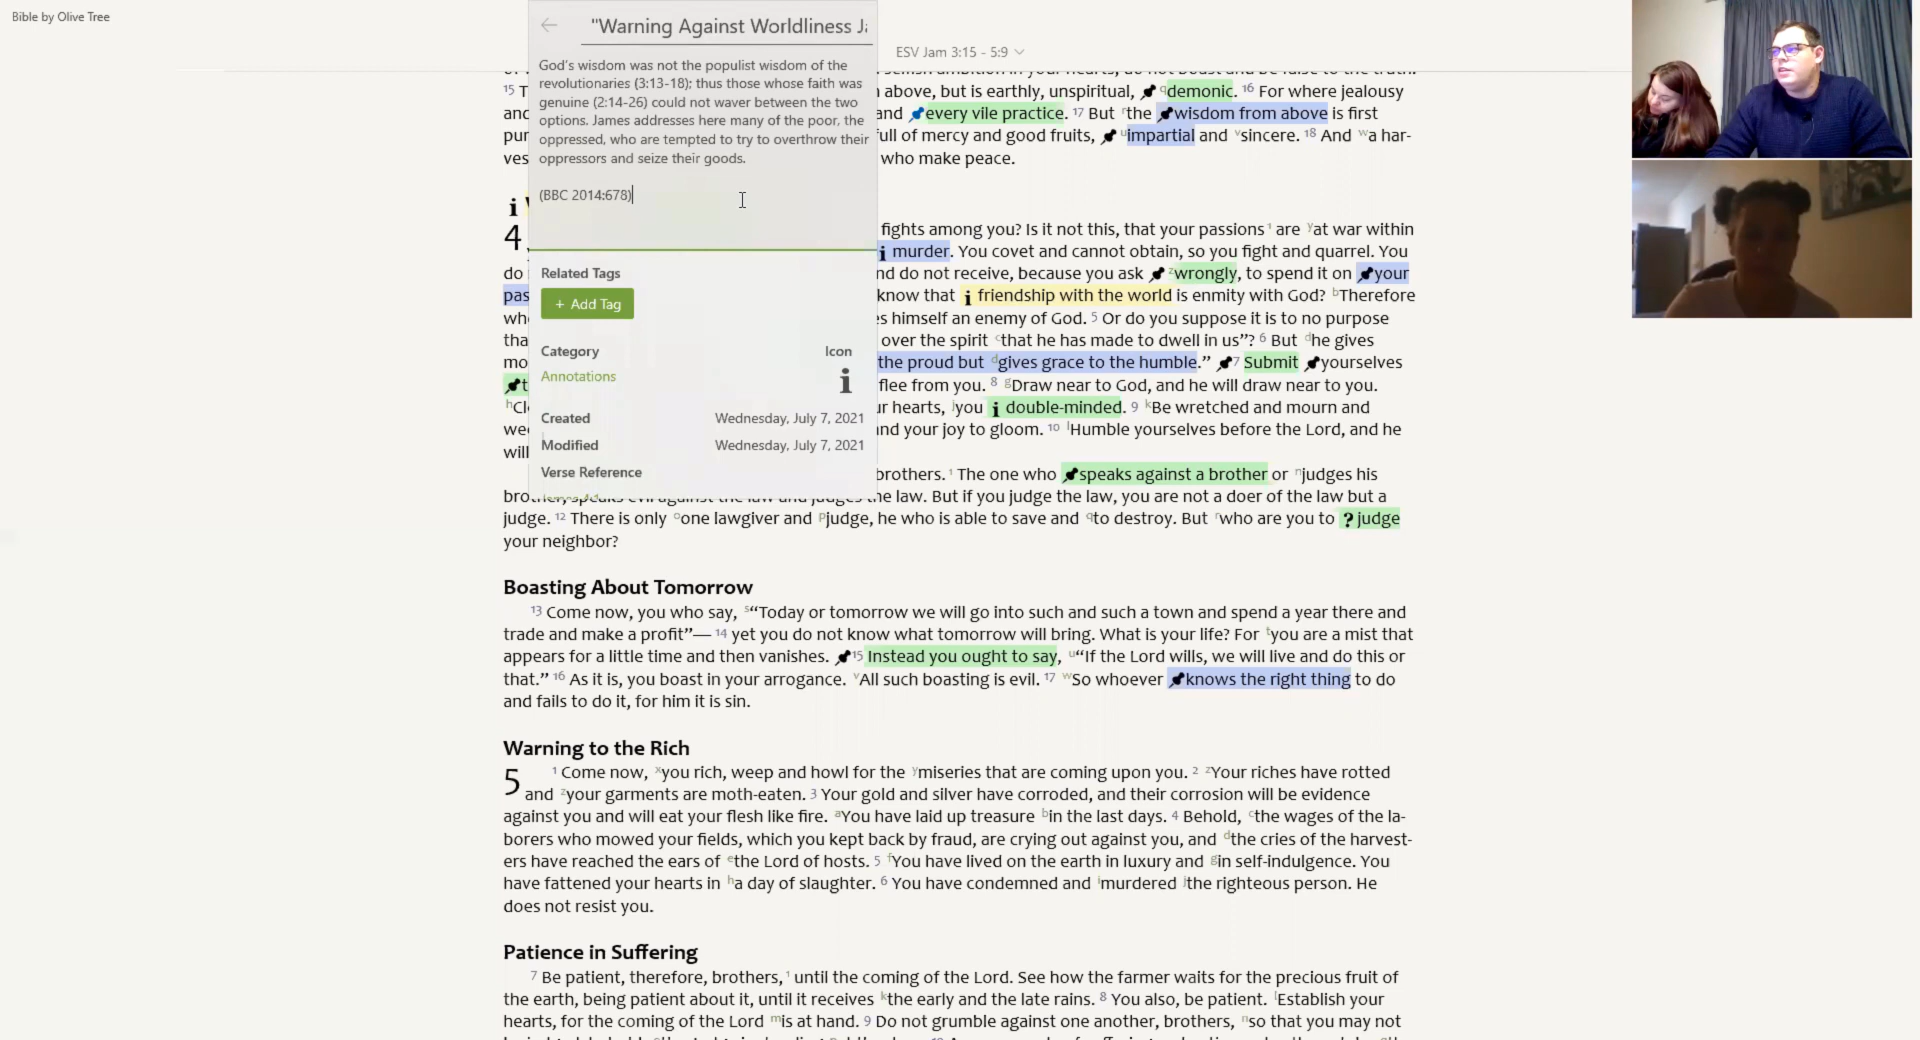 Bible by Olive Tree
"Warning Against Worldliness Ja
ESV Jam 3:15 - 5:9
God's wisdom was not the populist wisdom of the
revolutionaries (3:13-18); thus those whose faith was
genuine (2:14-26) could not waver between the two
options. James addresses here many of the poor, the
oppressed, who are tempted to try to overthrow their
oppressors and seize their goods.
(BBC 2014:678)
Related Tags
+ Add Tag
Category Icon
Annotations
Created Wednesday, July 7, 2021
Modified Wednesday, July 7, 2021
Verse Reference
15 T above, but is earthly, unspiritual, q demonic. 16 For where jealousy
and and every vile practice. 17 But r the wisdom from above is first
pur full of mercy and good fruits, u impartial and v sincere. 18 And w a har-
ves who make peace.
4 fights among you? Is it not this, that your passions 1 are y at war within
murder. You covet and cannot obtain, so you fight and quarrel. You
do nd do not receive, because you ask z wrongly, to spend it on your
pas know that friendship with the world is enmity with God? b Therefore
who es himself an enemy of God. 5 Or do you suppose it is to no purpose
tha over the spirit c that he has made to dwell in us”? 6 But d he gives
mo the proud but d gives grace to the humble.” 7 Submit yourselves
t flee from you. 8 g Draw near to God, and he will draw near to you.
h Cl ur hearts, j you double-minded. 9 k Be wretched and mourn and
wee nd your joy to gloom. 10 l Humble yourselves before the Lord, and he
will
brothers. 1 The one who speaks against a brother or n judges his
brother, speaks evil against the law and judges the law. But if you judge the law, you are not a doer of the law but a
judge. 12 There is only o one lawgiver and p judge, he who is able to save and q to destroy. But r who are you to ? judge
your neighbor?
Boasting About Tomorrow
13 Come now, you who say, s “Today or tomorrow we will go into such and such a town and spend a year there and
trade and make a profit”— 14 yet you do not know what tomorrow will bring. What is your life? For t you are a mist that
appears for a little time and then vanishes. 15 Instead you ought to say, u “If the Lord wills, we will live and do this or
that.” 16 As it is, you boast in your arrogance. v All such boasting is evil. 17 w So whoever knows the right thing to do
and fails to do it, for him it is sin.
Warning to the Rich
5 1 Come now, x you rich, weep and howl for the y miseries that are coming upon you. 2 z Your riches have rotted
and z your garments are moth-eaten. 3 Your gold and silver have corroded, and their corrosion will be evidence
against you and will eat your flesh like fire. a You have laid up treasure b in the last days. 4 Behold, c the wages of the la-
borers who mowed your fields, which you kept back by fraud, are crying out against you, and d the cries of the harvest-
ers have reached the ears of e the Lord of hosts. 5 f You have lived on the earth in luxury and g in self-indulgence. You
have fattened your hearts in h a day of slaughter. 6 You have condemned and i murdered j the righteous person. He
does not resist you.
Patience in Suffering
7 Be patient, therefore, brothers, 1 until the coming of the Lord. See how the farmer waits for the precious fruit of
the earth, being patient about it, until it receives k the early and the late rains. 8 You also, be patient. l Establish your
hearts, for the coming of the Lord m is at hand. 9 Do not grumble against one another, brothers, n so that you may not